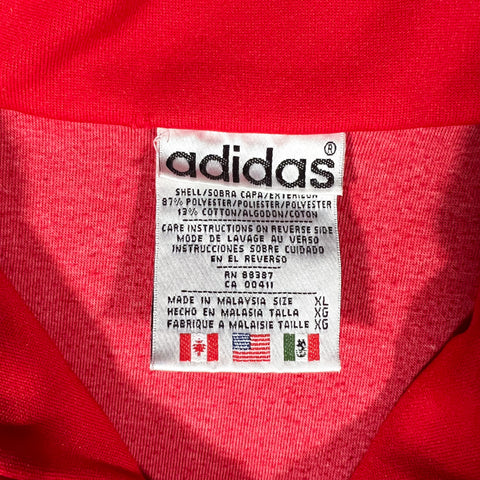 adidas ®
SHELL/SOBRA CAPA/EXTERIEUR
87% POLYESTER/POLIESTER/POLYESTER
13% COTTON/ALGODON/COTON
CARE INSTRUCTIONS ON REVERSE SIDE
MODE DE LAVAGE AU VERSO
INSTRUCCIONES SOBRE CUIDADO
EN EL REVERSO
RN 88387
CA 00411
MADE IN MALAYSIA SIZE XL
HECHO EN MALASIA TALLA XG
FABRIQUE A MALAISIE TAILLE XG